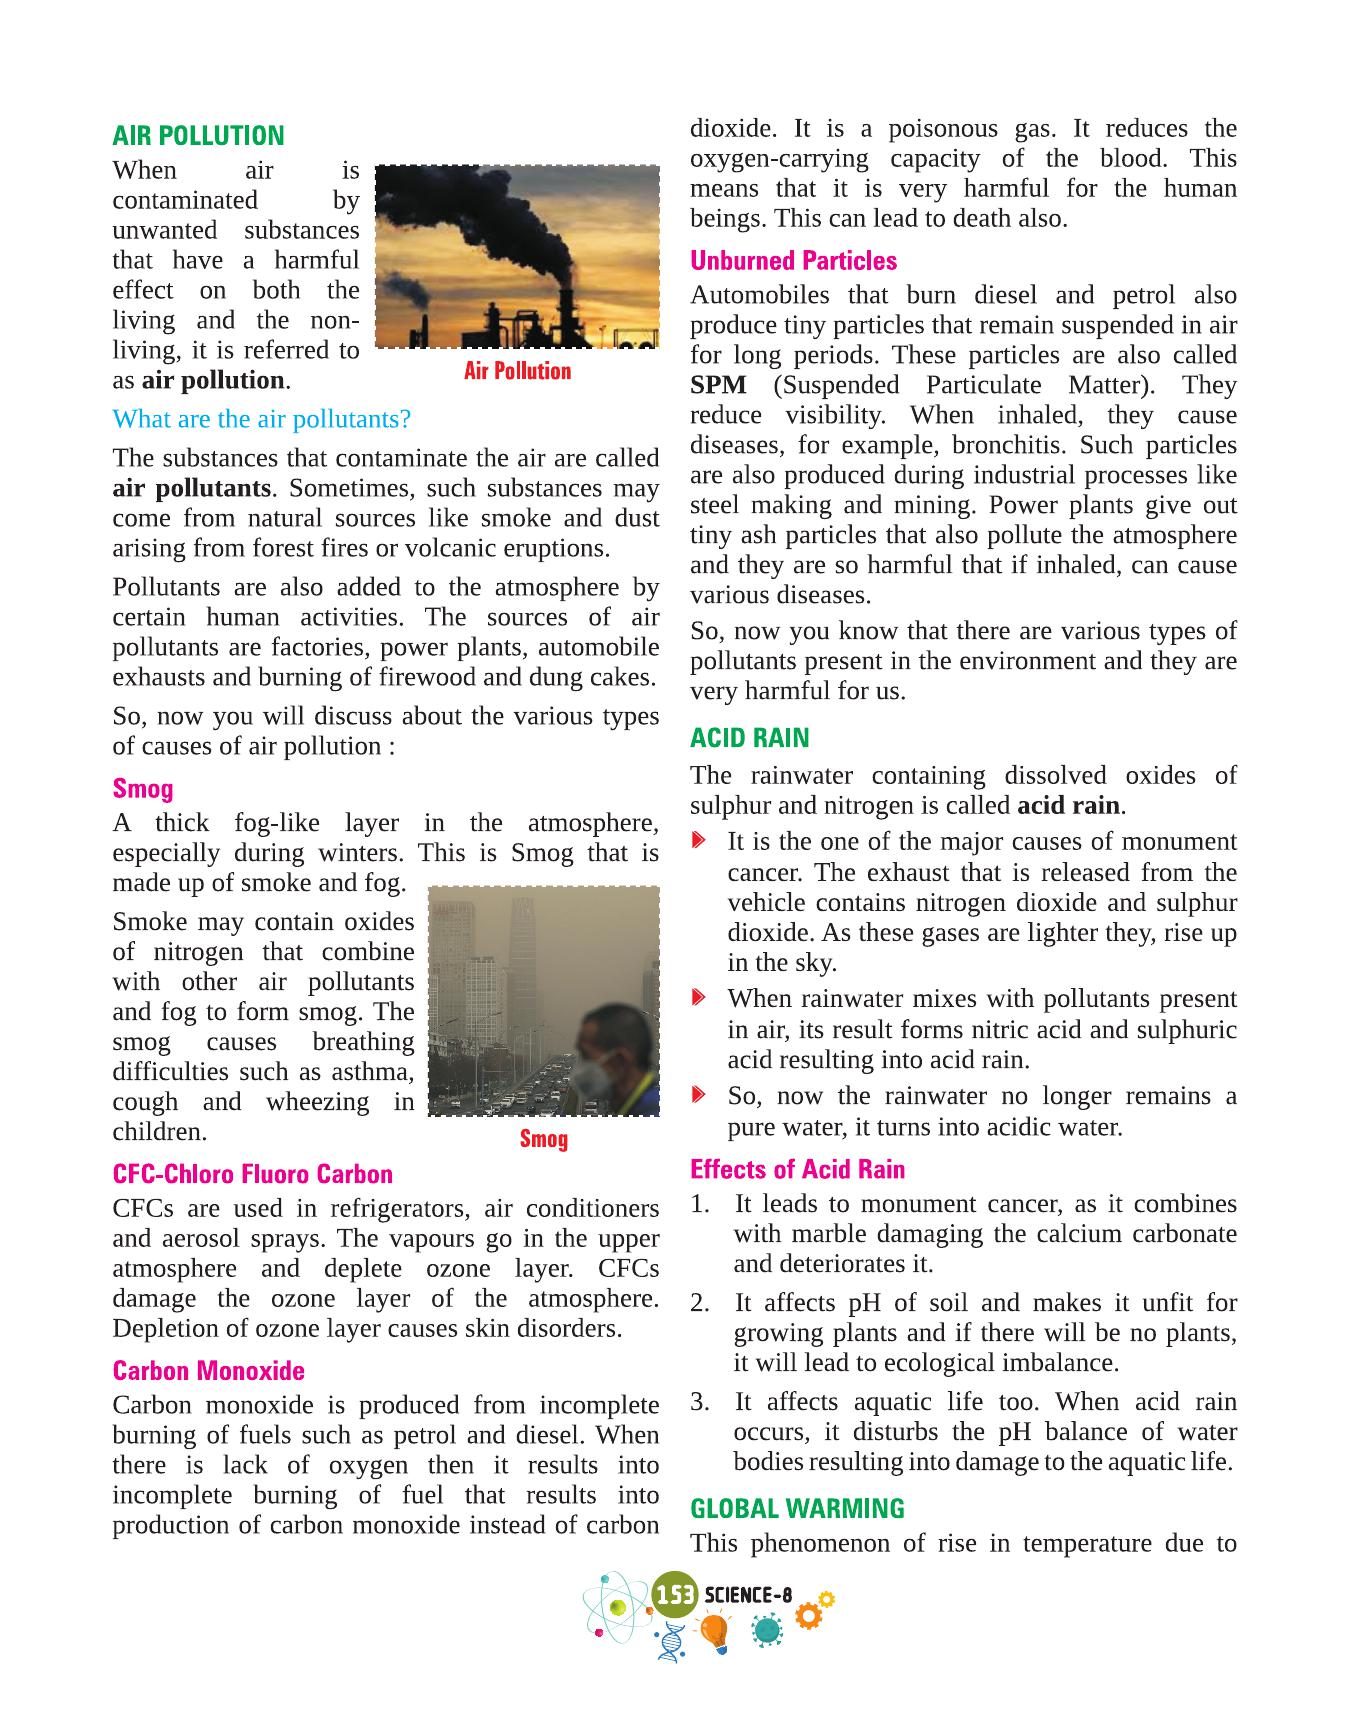 AIR POLLUTION
When air is
contaminated by
unwanted substances
that have a harmful
effect on both the
living and the non-
living, it is referred to
as air pollution.
Air Pollution
What are the air pollutants?
The substances that contaminate the air are called
air pollutants. Sometimes, such substances may
come from natural sources like smoke and dust
arising from forest fires or volcanic eruptions.
Pollutants are also added to the atmosphere by
certain human activities. The sources of air
pollutants are factories, power plants, automobile
exhausts and burning of firewood and dung cakes.
So, now you will discuss about the various types
of causes of air pollution :
Smog
A thick fog-like layer in the atmosphere,
especially during winters. This is Smog that is
made up of smoke and fog.
Smoke may contain oxides
of nitrogen that combine
with other air pollutants
and fog to form smog. The
smog causes breathing
difficulties such as asthma,
cough and wheezing in
children.
Smog
CFC-Chloro Fluoro Carbon
CFCs are used in refrigerators, air conditioners
and aerosol sprays. The vapours go in the upper
atmosphere and deplete ozone layer. CFCs
damage the ozone layer of the atmosphere.
Depletion of ozone layer causes skin disorders.
Carbon Monoxide
Carbon monoxide is produced from incomplete
burning of fuels such as petrol and diesel. When
there is lack of oxygen then it results into
incomplete burning of fuel that results into
production of carbon monoxide instead of carbon
dioxide. It is a poisonous gas. It reduces the
oxygen-carrying capacity of the blood. This
means that it is very harmful for the human
beings. This can lead to death also.
Unburned Particles
Automobiles that burn diesel and petrol also
produce tiny particles that remain suspended in air
for long periods. These particles are also called
SPM (Suspended Particulate Matter). They
reduce visibility. When inhaled, they cause
diseases, for example, bronchitis. Such particles
are also produced during industrial processes like
steel making and mining. Power plants give out
tiny ash particles that also pollute the atmosphere
and they are so harmful that if inhaled, can cause
various diseases.
So, now you know that there are various types of
pollutants present in the environment and they are
very harmful for us.
ACID RAIN
The rainwater containing dissolved oxides of
sulphur and nitrogen is called acid rain.
It is the one of the major causes of monument
cancer. The exhaust that is released from the
vehicle contains nitrogen dioxide and sulphur
dioxide. As these gases are lighter they, rise up
in the sky.
When rainwater mixes with pollutants present
in air, its result forms nitric acid and sulphuric
acid resulting into acid rain.
So, now the rainwater no longer remains a
pure water, it turns into acidic water.
Effects of Acid Rain
1. It leads to monument cancer, as it combines
with marble damaging the calcium carbonate
and deteriorates it.
2. It affects pH of soil and makes it unfit for
growing plants and if there will be no plants,
it will lead to ecological imbalance.
3. It affects aquatic life too. When acid rain
occurs, it disturbs the pH balance of water
bodies resulting into damage to the aquatic life.
GLOBAL WARMING
This phenomenon of rise in temperature due to
153 SCIENCE-8